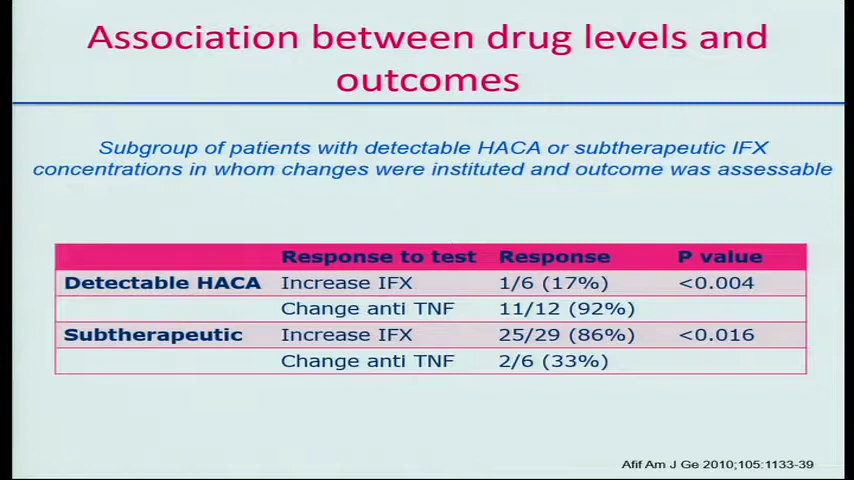 Association between drug levels and
outcomes
Subgroup of patients with detectable HACA or subtherapeutic IFX
concentrations in whom changes were instituted and outcome was assessable
Response to test Response P value
Detectable HACA Increase IFX 1/6 (17%) <0.004
Change anti TNF 11/12 (92%)
Subtherapeutic Increase IFX 25/29 (86%) <0.016
Change anti TNF 2/6 (33%)
Afif Am J Ge 2010;105:1133-39